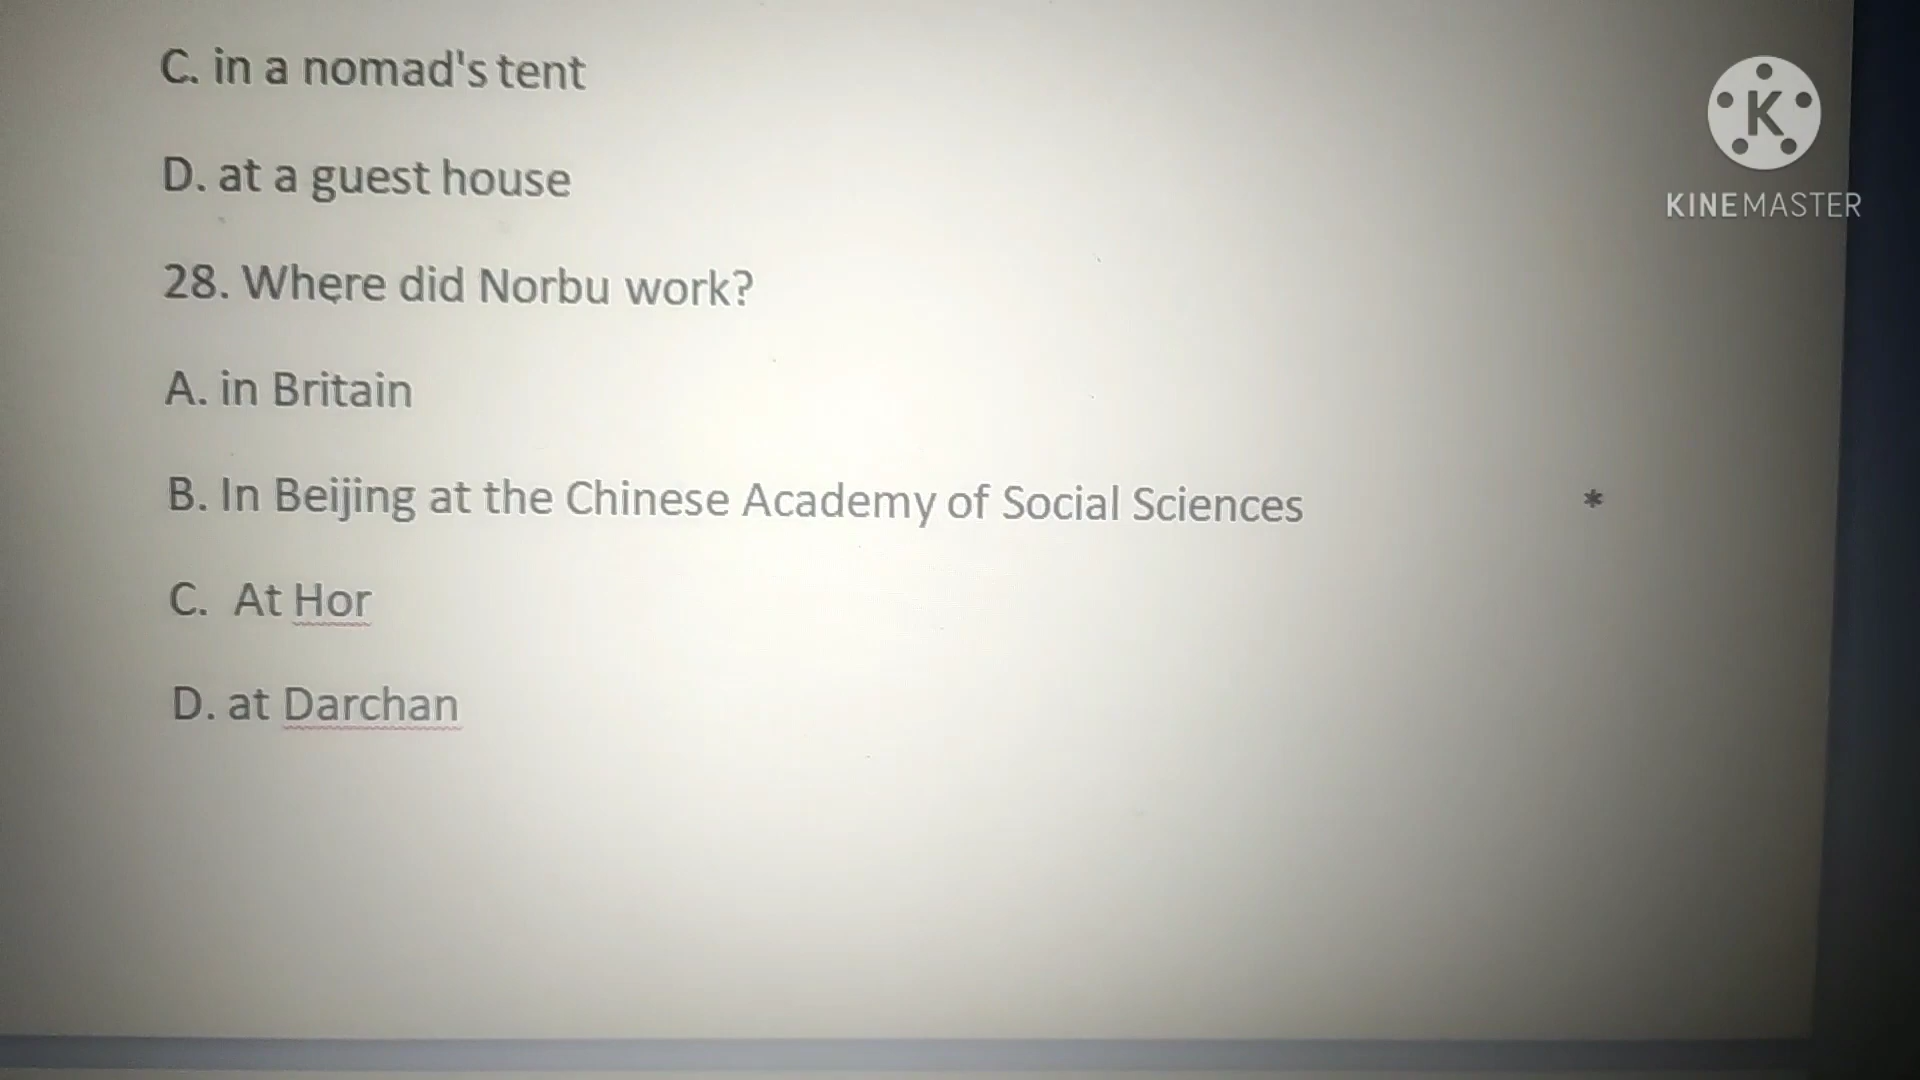 C. in a nomad's tent
D. at a guest house
28. Where did Norbu work?
A. in Britain
B. In Beijing at the Chinese Academy of Social Sciences *
C. At Hor
D. at Darchan
K
KINEMASTER